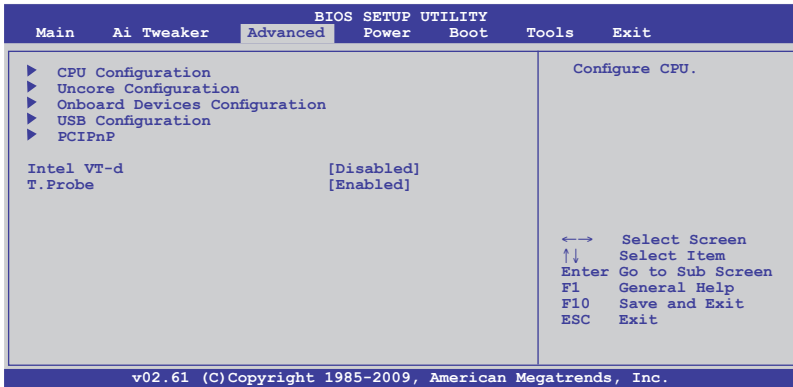 BIOS SETUP UTILITY
Main Ai Tweaker Advanced Power Boot Tools Exit
CPU Configuration
Uncore Configuration
Onboard Devices Configuration
USB Configuration
PCIPnP
Intel VT-d [Disabled]
T.Probe [Enabled]
Configure CPU.
←→ Select Screen
↑↓ Select Item
Enter Go to Sub Screen
F1 General Help
F10 Save and Exit
ESC Exit
v02.61 (C)Copyright 1985-2009, American Megatrends, Inc.